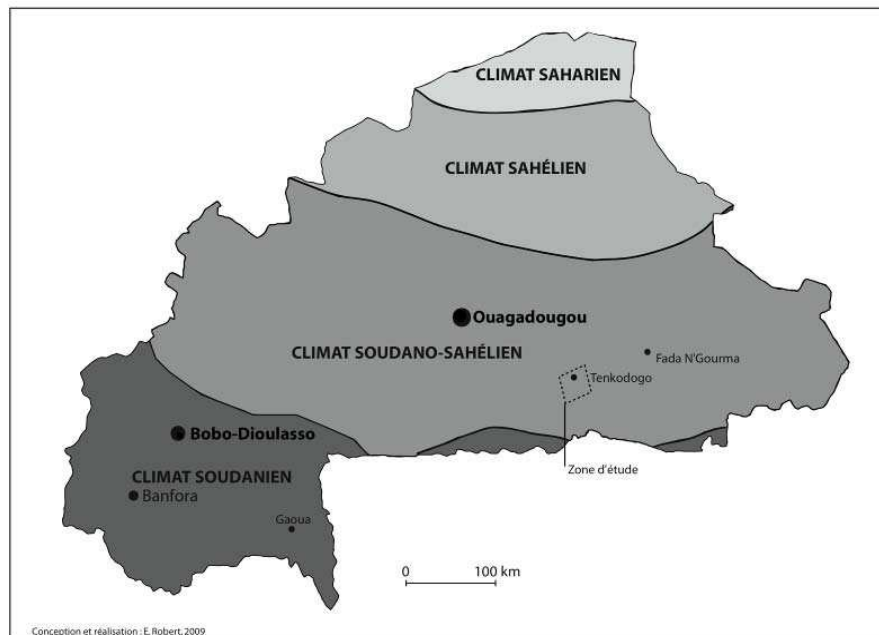 CLIMAT SAHARIEN
CLIMAT SAHÉLIEN
Ouagadougou
CLIMAT SOUDANO-SAHÉLIEN
Fada N'Gourma
Tenkodogo
Bobo-Dioulasso
Zone d'étude
CLIMAT SOUDANIEN
Banfora
Gaoua
0 100 km
Conception et réalisation : E. Robert, 2009